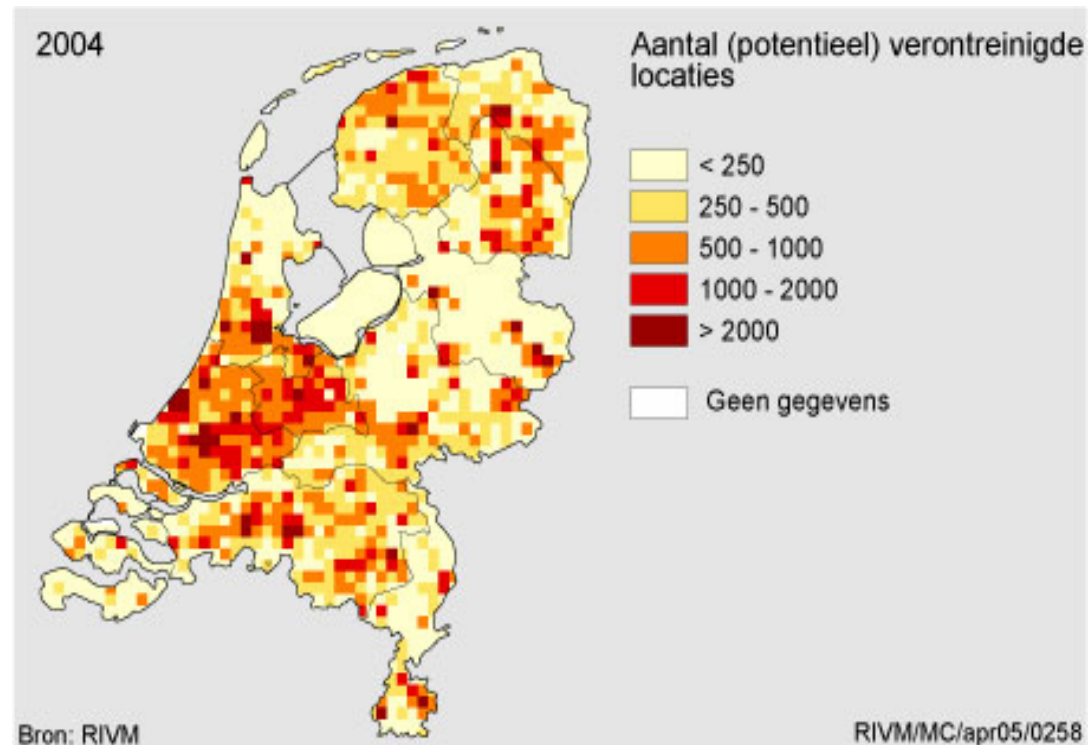 2004
Aantal (potentieel) verontreinigde
locaties
< 250
250 - 500
500 - 1000
1000 - 2000
> 2000
Geen gegevens
Bron: RIVM
RIVM/MC/apr05/0258